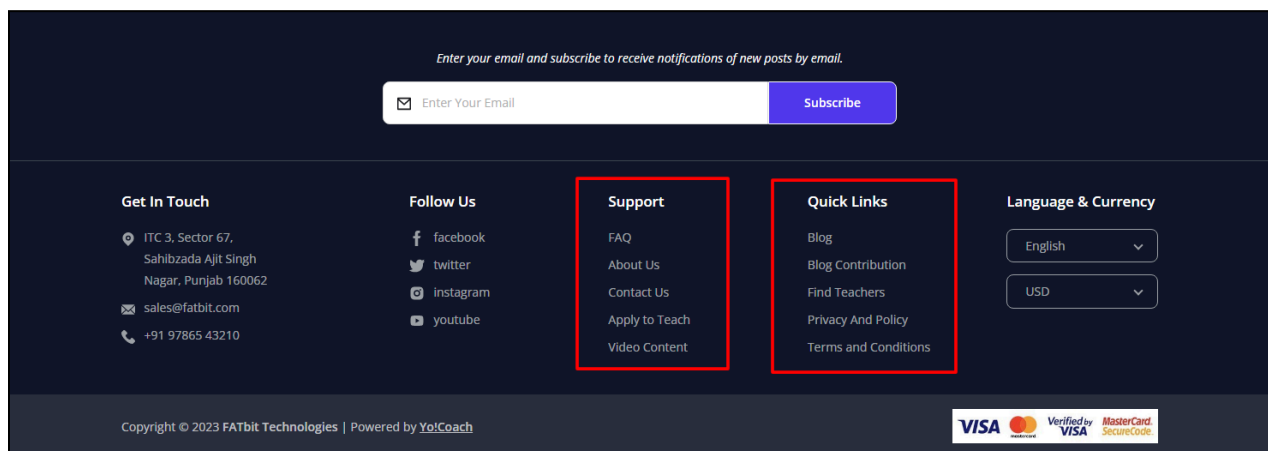 Enter your email and subscribe to receive notifications of new posts by email.
Enter Your Email
Subscribe
Get In Touch
ITC 3, Sector 67,
Sahibzada Ajit Singh
Nagar, Punjab 160062
sales@fatbit.com
+91 97865 43210
Follow Us
facebook
twitter
instagram
youtube
Support
FAQ
About Us
Contact Us
Apply to Teach
Video Content
Quick Links
Blog
Blog Contribution
Find Teachers
Privacy And Policy
Terms and Conditions
Language & Currency
English
USD
Copyright © 2023 FATbit Technologies | Powered by Yo!Coach
VISA
mastercard
Verified by
VISA
MasterCard.
SecureCode.